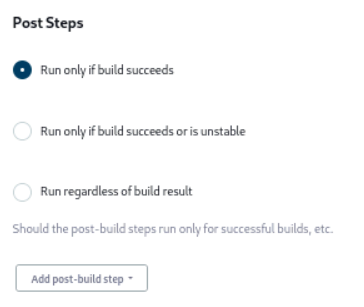 Post Steps
Run only if build succeeds
Run only if build succeeds or is unstable
Run regardless of build result
Should the post-build steps run only for successful builds, etc.
Add post-build step